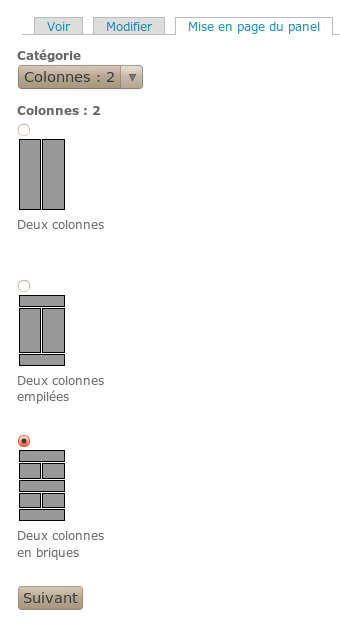 Voir Modifier Mise en page du panel
Catégorie
Colonnes : 2
Colonnes : 2
Deux colonnes
Deux colonnes
empilées
Deux colonnes
en briques
Suivant